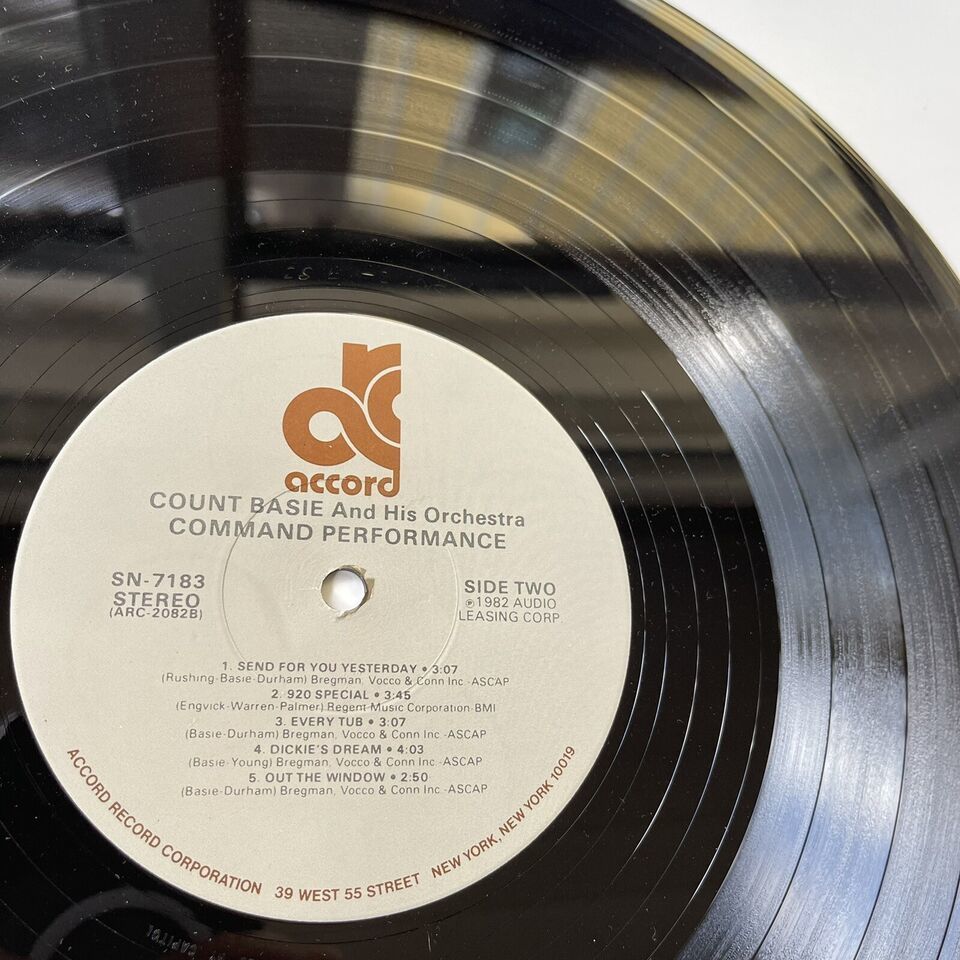 accord
COUNT BASIE And His Orchestra
COMMAND PERFORMANCE
SN-7183
STEREO
(ARC-2082B)
SIDE TWO
℗1982 AUDIO
LEASING CORP.
1. SEND FOR YOU YESTERDAY • 3:07
(Rushing-Basie-Durham) Bregman, Vocco & Conn Inc.-ASCAP
2. 920 SPECIAL • 3:45
(Engvick-Warren-Palmer) Regent Music Corporation-BMI
3. EVERY TUB • 3:07
(Basie-Durham) Bregman, Vocco & Conn Inc.-ASCAP
4. DICKIE'S DREAM • 4:03
(Basie-Young) Bregman, Vocco & Conn Inc.-ASCAP
5. OUT THE WINDOW • 2:50
(Basie-Durham) Bregman, Vocco & Conn Inc.-ASCAP
ACCORD RECORD CORPORATION 39 WEST 55 STREET NEW YORK, NEW YORK 10019
CAPITOL